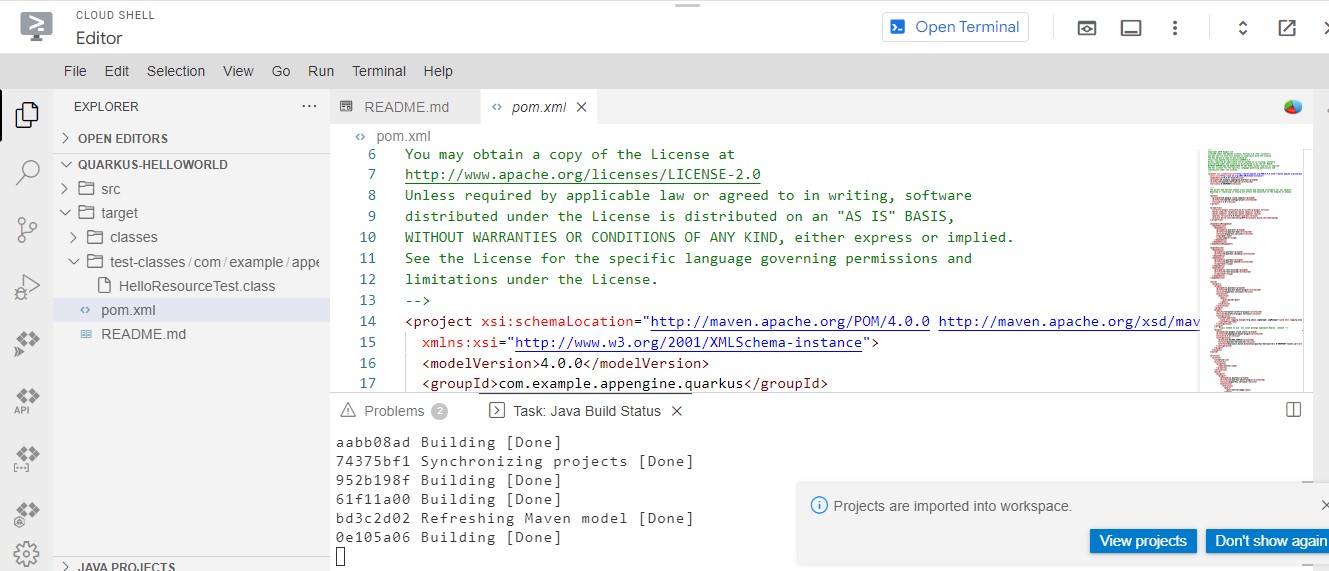 CLOUD SHELL
Editor
Open Terminal
File Edit Selection View Go Run Terminal Help
EXPLORER
OPEN EDITORS
QUARKUS-HELLOWORLD
src
target
classes
test-classes/com/example/appe
HelloResourceTest.class
pom.xml
README.md
JAVA PROJECTS
API
README.md
pom.xml
pom.xml
6 You may obtain a copy of the License at
7 http://www.apache.org/licenses/LICENSE-2.0
8 Unless required by applicable law or agreed to in writing, software
9 distributed under the License is distributed on an "AS IS" BASIS,
10 WITHOUT WARRANTIES OR CONDITIONS OF ANY KIND, either express or implied.
11 See the License for the specific language governing permissions and
12 limitations under the License.
13 -->
14 <project xsi:schemaLocation="http://maven.apache.org/POM/4.0.0 http://maven.apache.org/xsd/mav
15 xmlns:xsi="http://www.w3.org/2001/XMLSchema-instance">
16 <modelVersion>4.0.0</modelVersion>
17 <groupId>com.example.appengine.quarkus</groupId>
Problems 2
Task: Java Build Status
aabb08ad Building [Done]
74375bf1 Synchronizing projects [Done]
952b198f Building [Done]
61f11a00 Building [Done]
bd3c2d02 Refreshing Maven model [Done]
0e105a06 Building [Done]
Projects are imported into workspace.
View projects
Don't show again